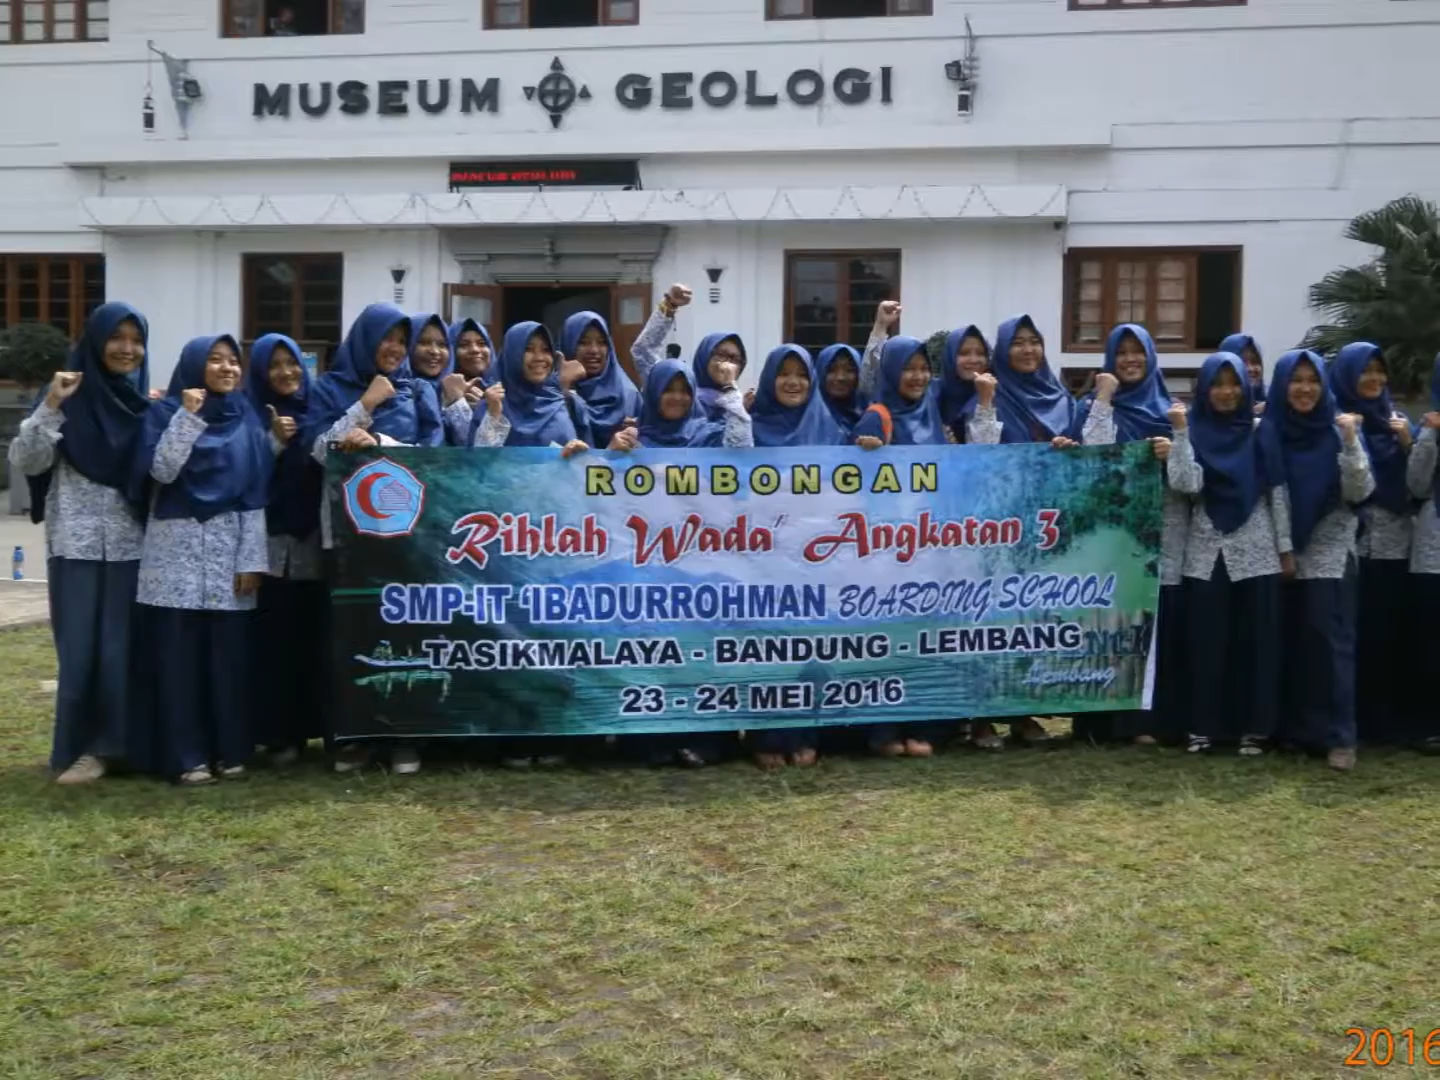 MUSEUM GEOLOGI
ROMBONGAN
Rihlah Wada' Angkatan 3
SMP-IT 'IBADURROHMAN BOARDING SCHOOL
TASIKMALAYA - BANDUNG - LEMBANG
Lembang
23 - 24 MEI 2016
2016